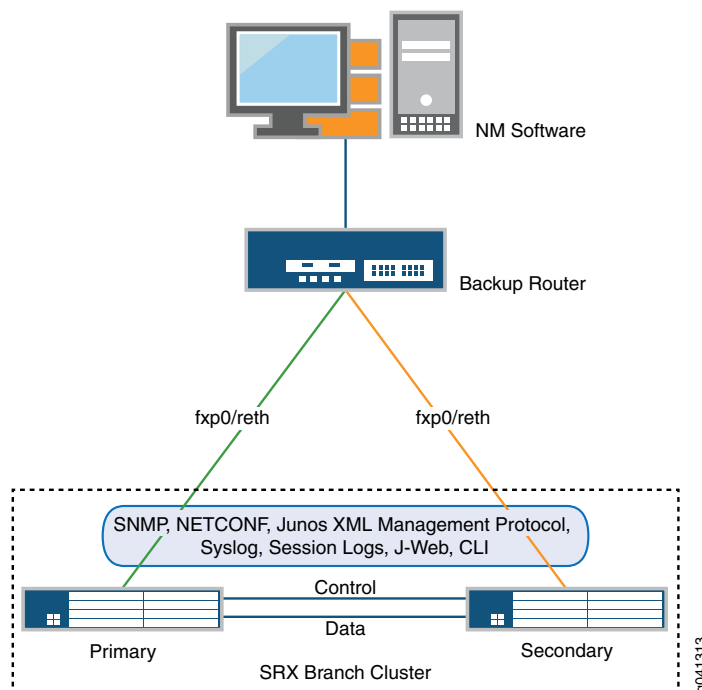 NM Software
Backup Router
fxp0/reth
fxp0/reth
SNMP, NETCONF, Junos XML Management Protocol,
Syslog, Session Logs, J-Web, CLI
Control
Data
Primary
Secondary
SRX Branch Cluster
g041313